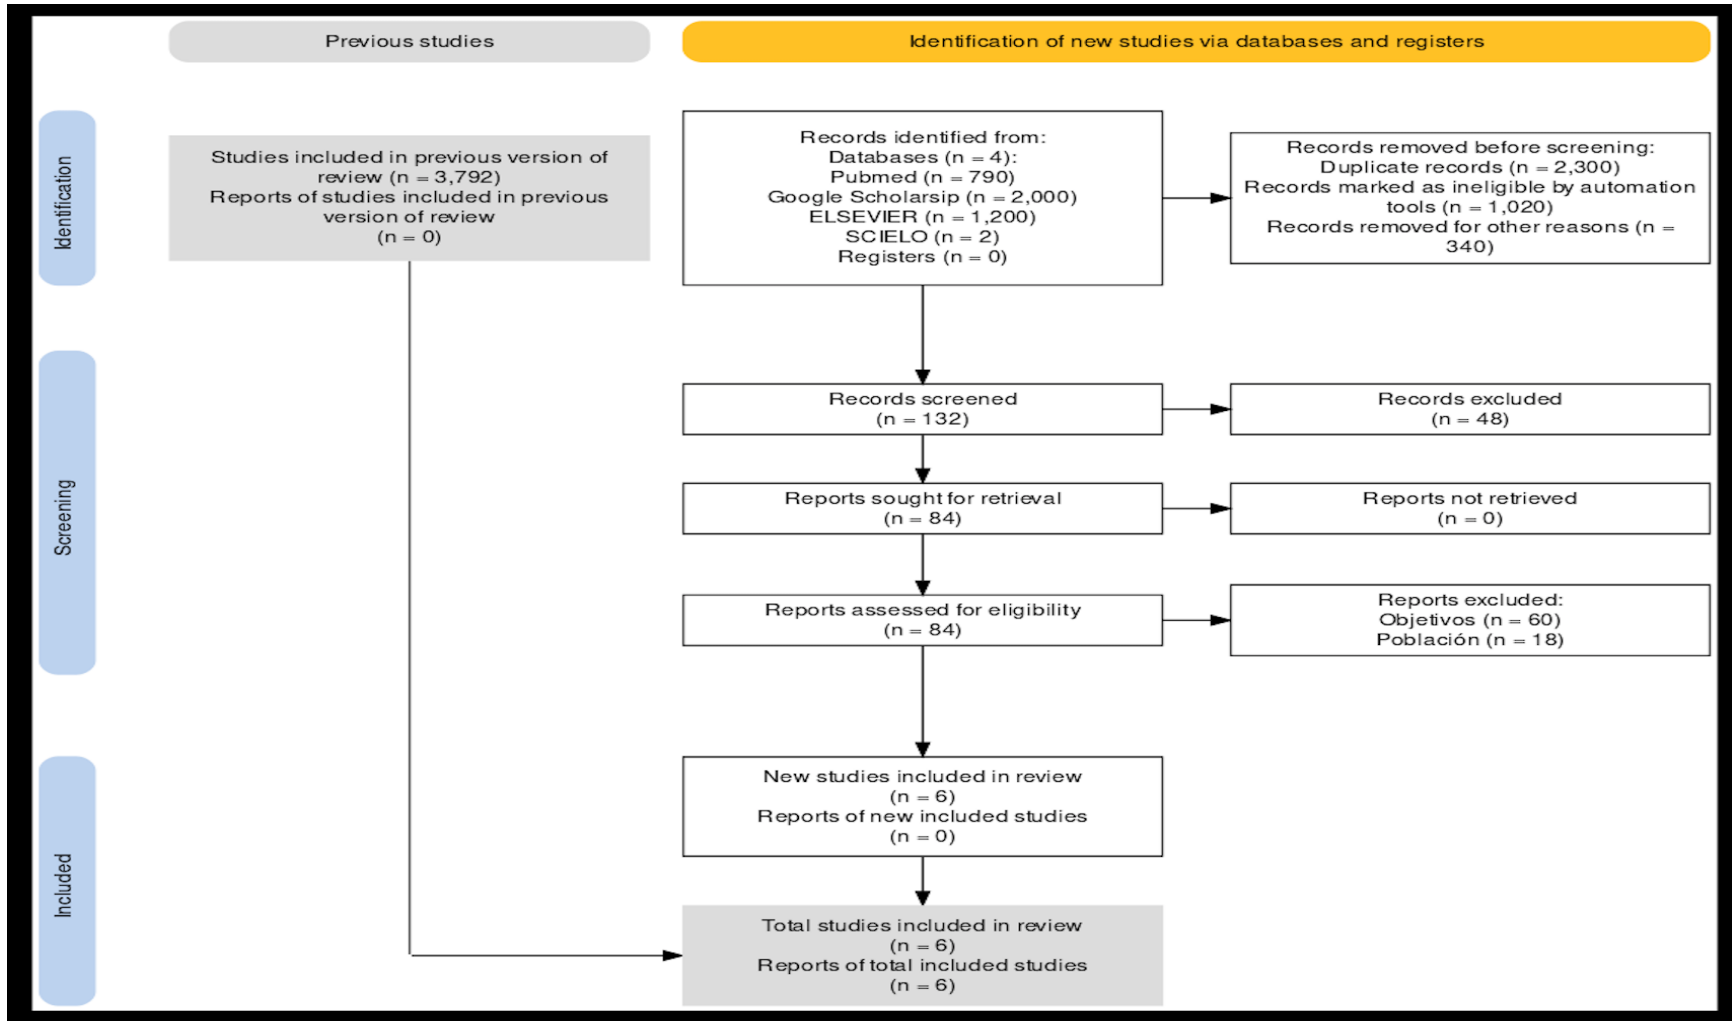 Previous studies
Identification of new studies via databases and registers
Identification
Studies included in previous version of
review (n = 3,792)
Reports of studies included in previous
version of review
(n = 0)
Records identified from:
Databases (n = 4):
Pubmed (n = 790)
Google Scholarsip (n = 2,000)
ELSEVIER (n = 1,200)
SCIELO (n = 2)
Registers (n = 0)
Records removed before screening:
Duplicate records (n = 2,300)
Records marked as ineligible by automation
tools (n = 1,020)
Records removed for other reasons (n =
340)
Screening
Records screened
(n = 132)
Records excluded
(n = 48)
Reports sought for retrieval
(n = 84)
Reports not retrieved
(n = 0)
Reports assessed for eligibility
(n = 84)
Reports excluded:
Objetivos (n = 60)
Población (n = 18)
Included
New studies included in review
(n = 6)
Reports of new included studies
(n = 0)
Total studies included in review
(n = 6)
Reports of total included studies
(n = 6)